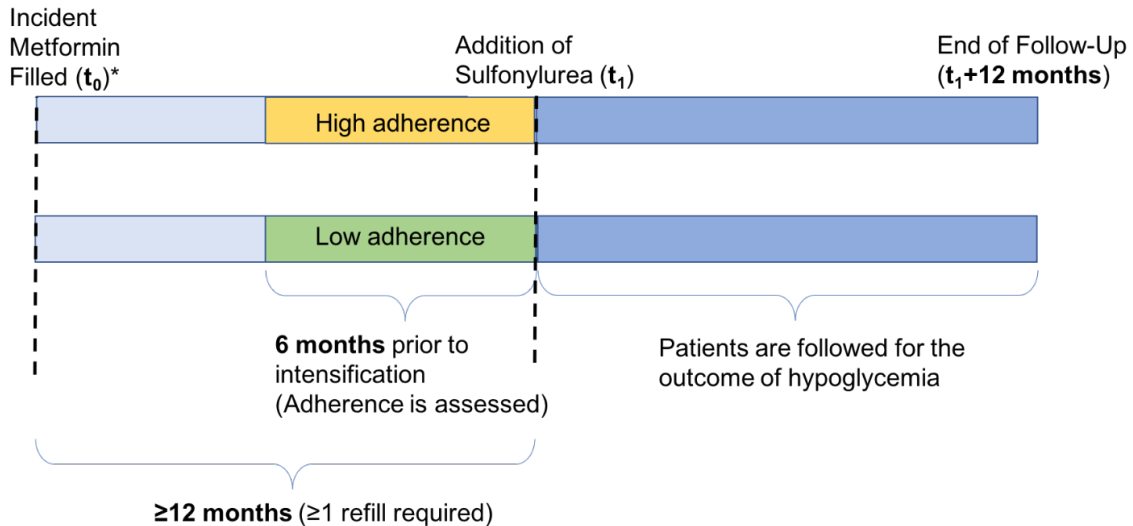 Incident
Metformin
Filled (t₀)*
Addition of
Sulfonylurea (t₁)
End of Follow-Up
(t₁+12 months)
High adherence
Low adherence
6 months prior to
intensification
(Adherence is assessed)
Patients are followed for the
outcome of hypoglycemia
≥12 months (≥1 refill required)